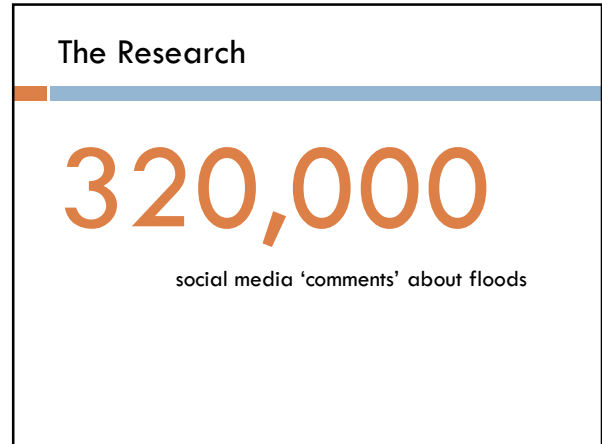 The Research
320,000
social media ‘comments’ about floods